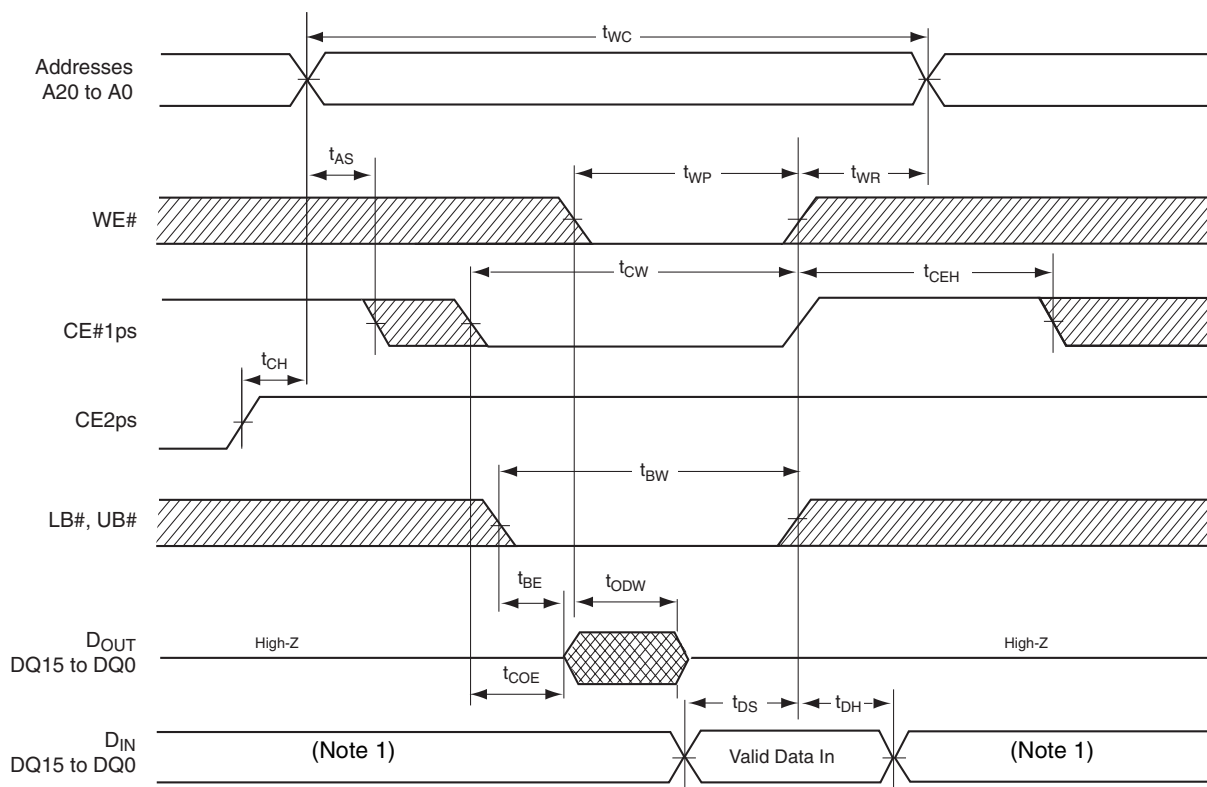 tWC
Addresses
A20 to A0
tAS
tWP
tWR
WE#
tCW
tCEH
CE#1ps
tCH
CE2ps
tBW
LB#, UB#
tBE
tODW
DOUT
DQ15 to DQ0
High-Z
High-Z
tCOE
tDS
tDH
DIN
DQ15 to DQ0
(Note 1)
Valid Data In
(Note 1)